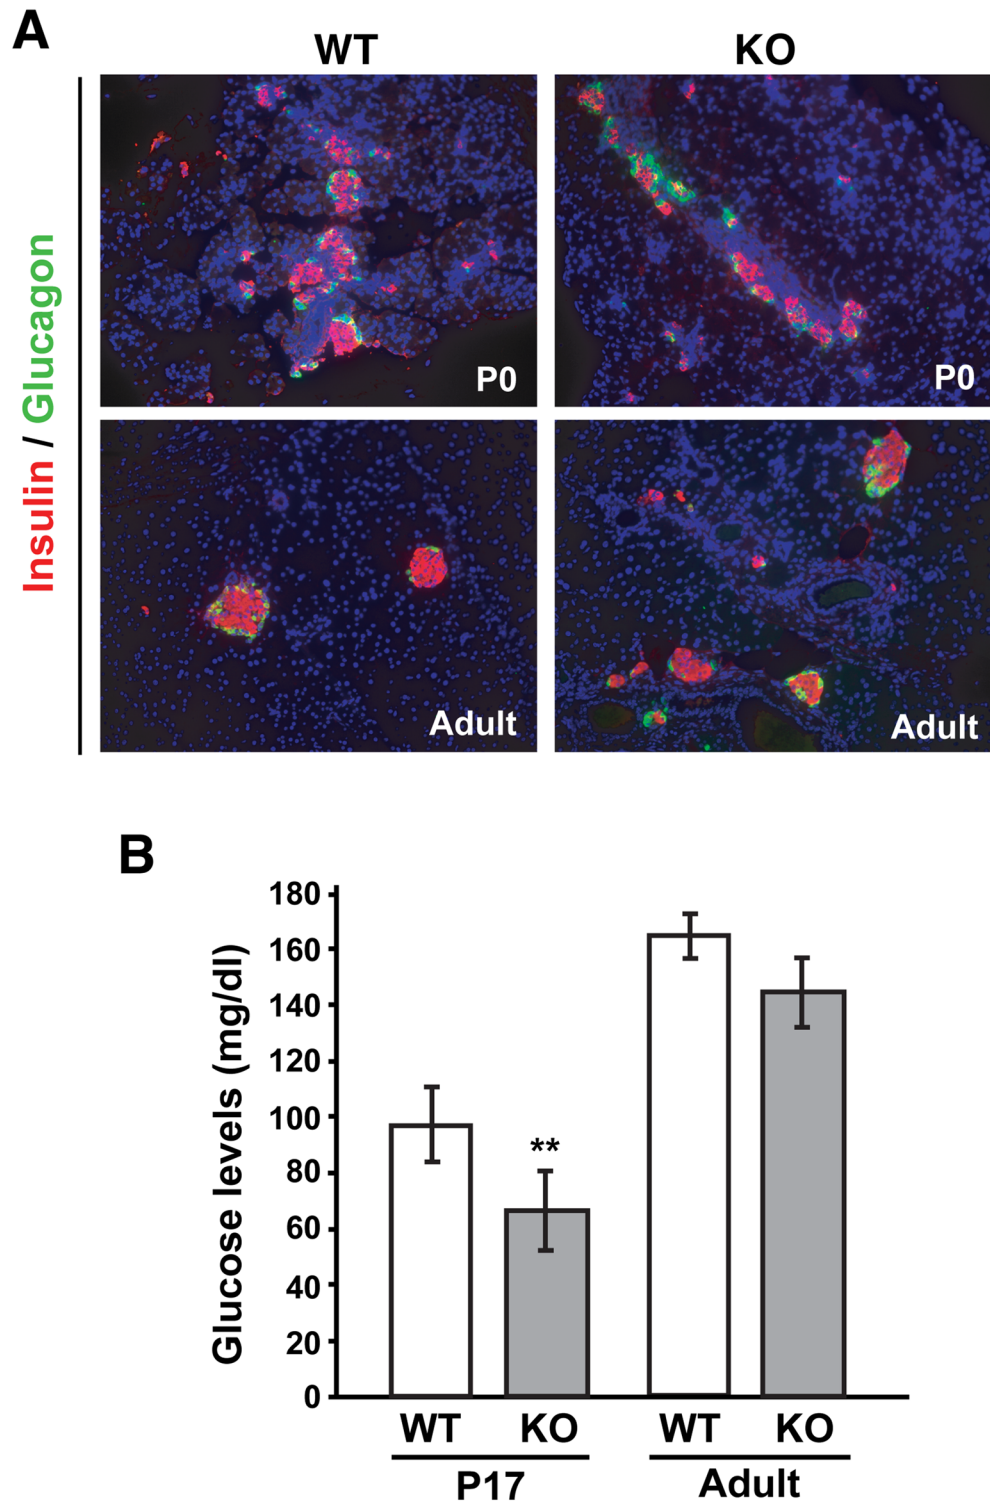 A
WT
KO
Insulin / Glucagon
P0
P0
Adult
Adult
B
Glucose levels (mg/dl)
180
160
140
120
100
80
60
40
20
0
**
WT
KO
WT
KO
P17
Adult